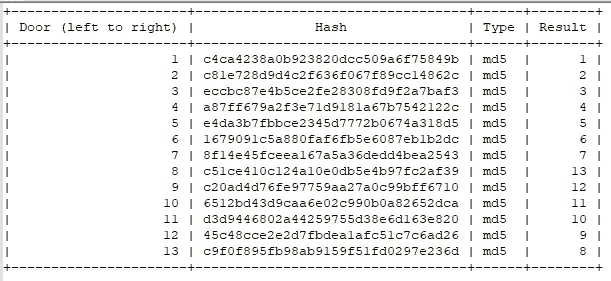 Door (left to right) | Hash | Type | Result
1 | c4ca4238a0b923820dcc509a6f75849b | md5 | 1
2 | c81e728d9d4c2f636f067f89cc14862c | md5 | 2
3 | eccbc87e4b5ce2fe28308fd9f2a7baf3 | md5 | 3
4 | a87ff679a2f3e71d9181a67b7542122c | md5 | 4
5 | e4da3b7fbbce2345d7772b0674a318d5 | md5 | 5
6 | 1679091c5a880faf6fb5e6087eb1b2dc | md5 | 6
7 | 8f14e45fceea167a5a36dedd4bea2543 | md5 | 7
8 | c51ce410c124a10e0db5e4b97fc2af39 | md5 | 13
9 | c20ad4d76fe97759aa27a0c99bff6710 | md5 | 12
10 | 6512bd43d9caa6e02c990b0a82652dca | md5 | 11
11 | d3d9446802a44259755d38e6d163e820 | md5 | 10
12 | 45c48cce2e2d7fbdea1afc51c7c6ad26 | md5 | 9
13 | c9f0f895fb98ab9159f51fd0297e236d | md5 | 8